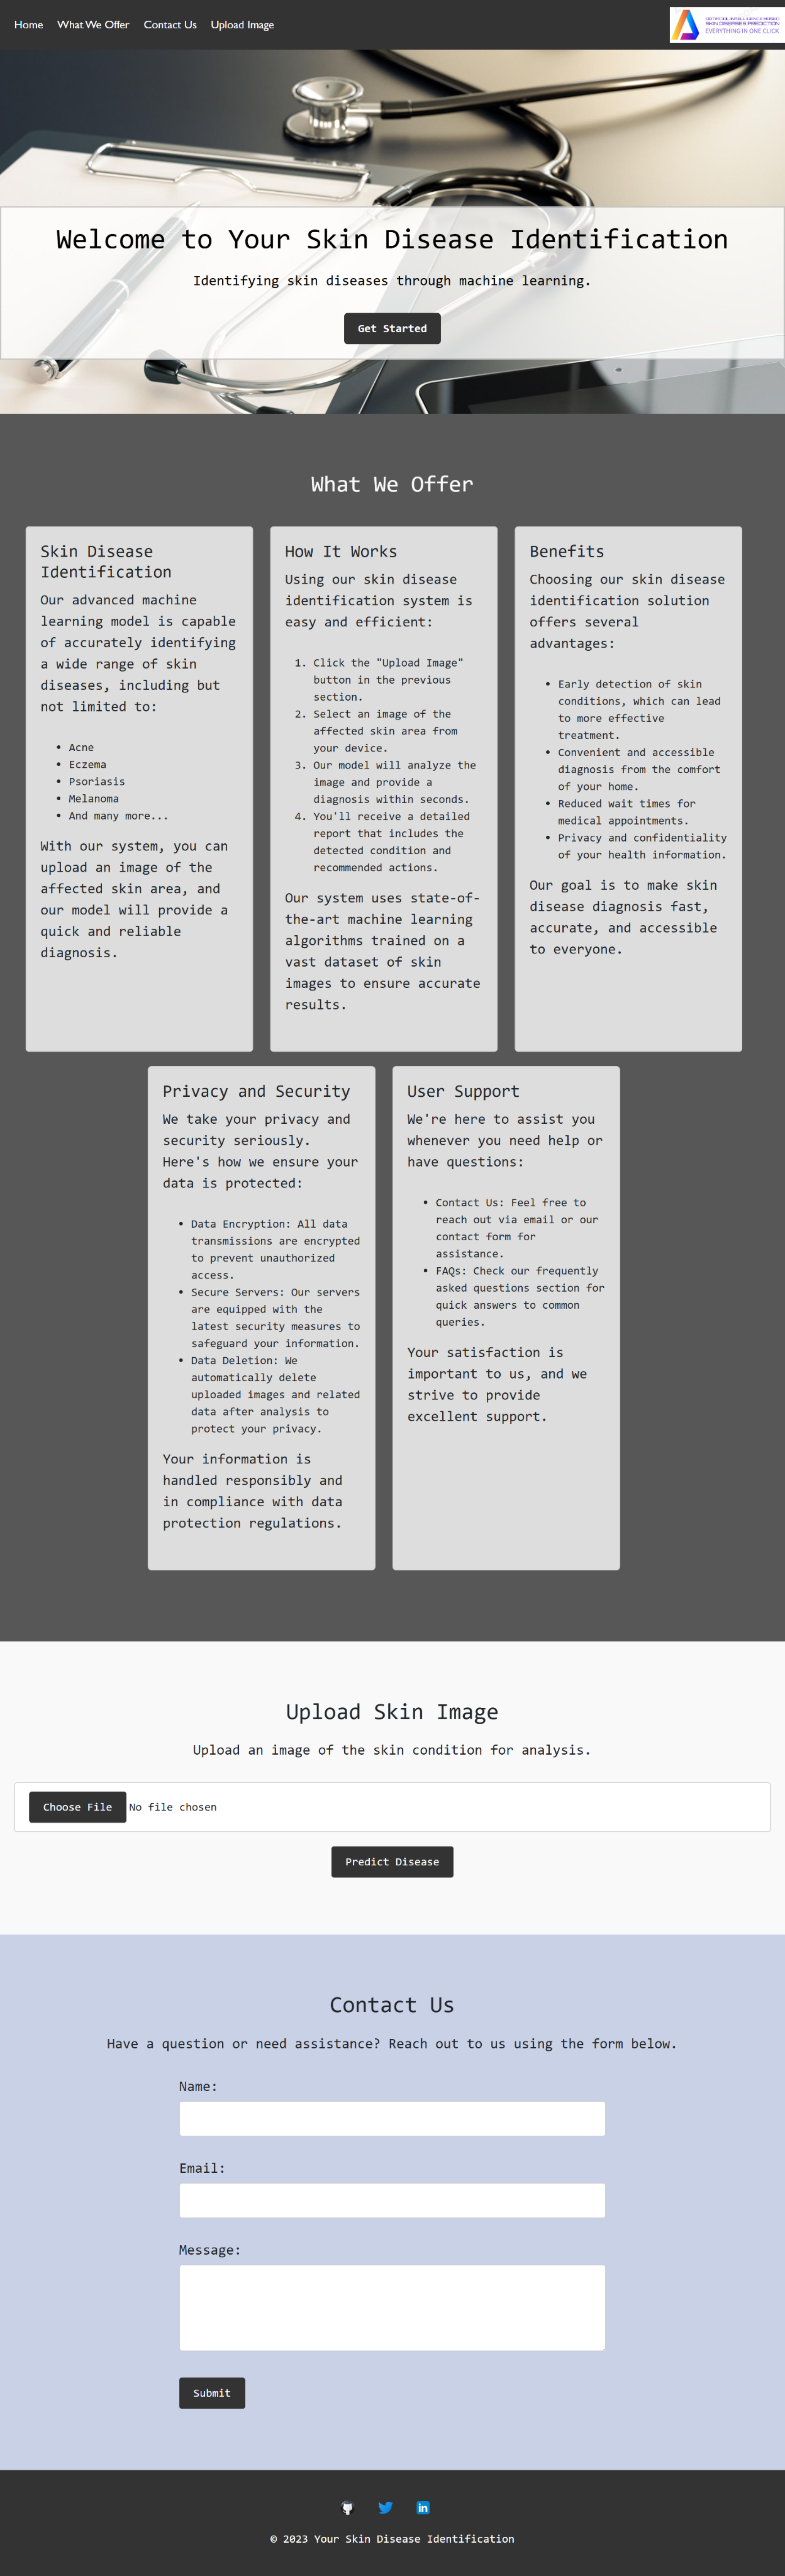 Home What We Offer Contact Us Upload Image
ARTIFICIAL INTELLIGENCE BASED
SKIN DISEASES PREDICTION
EVERYTHING IN ONE CLICK
Welcome to Your Skin Disease Identification
Identifying skin diseases through machine learning.
Get Started
What We Offer
Skin Disease
Identification
Our advanced machine
learning model is capable
of accurately identifying
a wide range of skin
diseases, including but
not limited to:
• Acne
• Eczema
• Psoriasis
• Melanoma
• And many more...
With our system, you can
upload an image of the
affected skin area, and
our model will provide a
quick and reliable
diagnosis.
How It Works
Using our skin disease
identification system is
easy and efficient:
1. Click the "Upload Image"
button in the previous
section.
2. Select an image of the
affected skin area from
your device.
3. Our model will analyze the
image and provide a
diagnosis within seconds.
4. You'll receive a detailed
report that includes the
detected condition and
recommended actions.
Our system uses state-of-
the-art machine learning
algorithms trained on a
vast dataset of skin
images to ensure accurate
results.
Benefits
Choosing our skin disease
identification solution
offers several
advantages:
• Early detection of skin
conditions, which can lead
to more effective
treatment.
• Convenient and accessible
diagnosis from the comfort
of your home.
• Reduced wait times for
medical appointments.
• Privacy and confidentiality
of your health information.
Our goal is to make skin
disease diagnosis fast,
accurate, and accessible
to everyone.
Privacy and Security
We take your privacy and
security seriously.
Here's how we ensure your
data is protected:
• Data Encryption: All data
transmissions are encrypted
to prevent unauthorized
access.
• Secure Servers: Our servers
are equipped with the
latest security measures to
safeguard your information.
• Data Deletion: We
automatically delete
uploaded images and related
data after analysis to
protect your privacy.
Your information is
handled responsibly and
in compliance with data
protection regulations.
User Support
We're here to assist you
whenever you need help or
have questions:
• Contact Us: Feel free to
reach out via email or our
contact form for
assistance.
• FAQs: Check our frequently
asked questions section for
quick answers to common
queries.
Your satisfaction is
important to us, and we
strive to provide
excellent support.
Upload Skin Image
Upload an image of the skin condition for analysis.
Choose File No file chosen
Predict Disease
Contact Us
Have a question or need assistance? Reach out to us using the form below.
Name:
Email:
Message:
Submit
in
© 2023 Your Skin Disease Identification